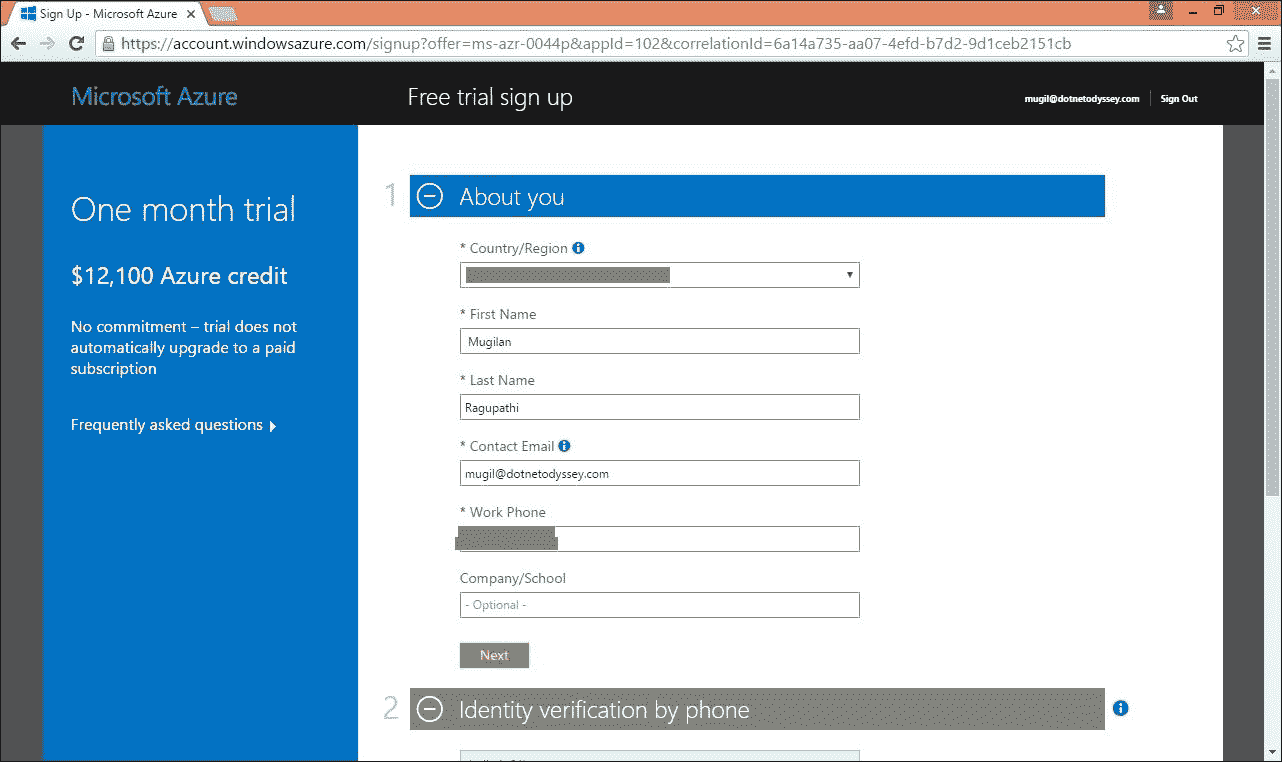 Sign Up - Microsoft Azure
https://account.windowsazure.com/signup?offer=ms-azr-0044p&appId=102&correlationId=6a14a735-aa07-4efd-b7d2-9d1ceb2151cb
Microsoft Azure
Free trial sign up
mugil@dotnetodyssey.com
Sign Out
One month trial
$12,100 Azure credit
No commitment – trial does not
automatically upgrade to a paid
subscription
Frequently asked questions
1
About you
* Country/Region
* First Name
Mugilan
* Last Name
Ragupathi
* Contact Email
mugil@dotnetodyssey.com
* Work Phone
Company/School
- Optional -
Next
2
Identity verification by phone